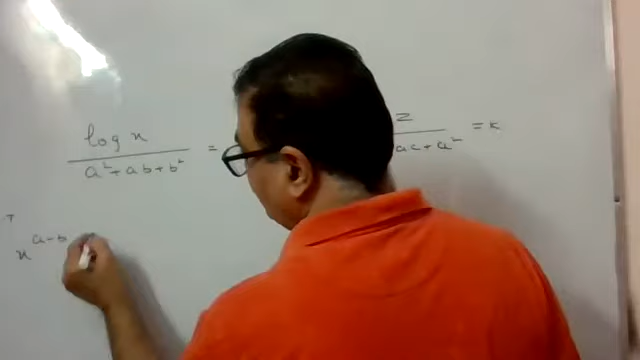 log x / a² + ab + b² = z / ac + a² = k
T
x^a-b